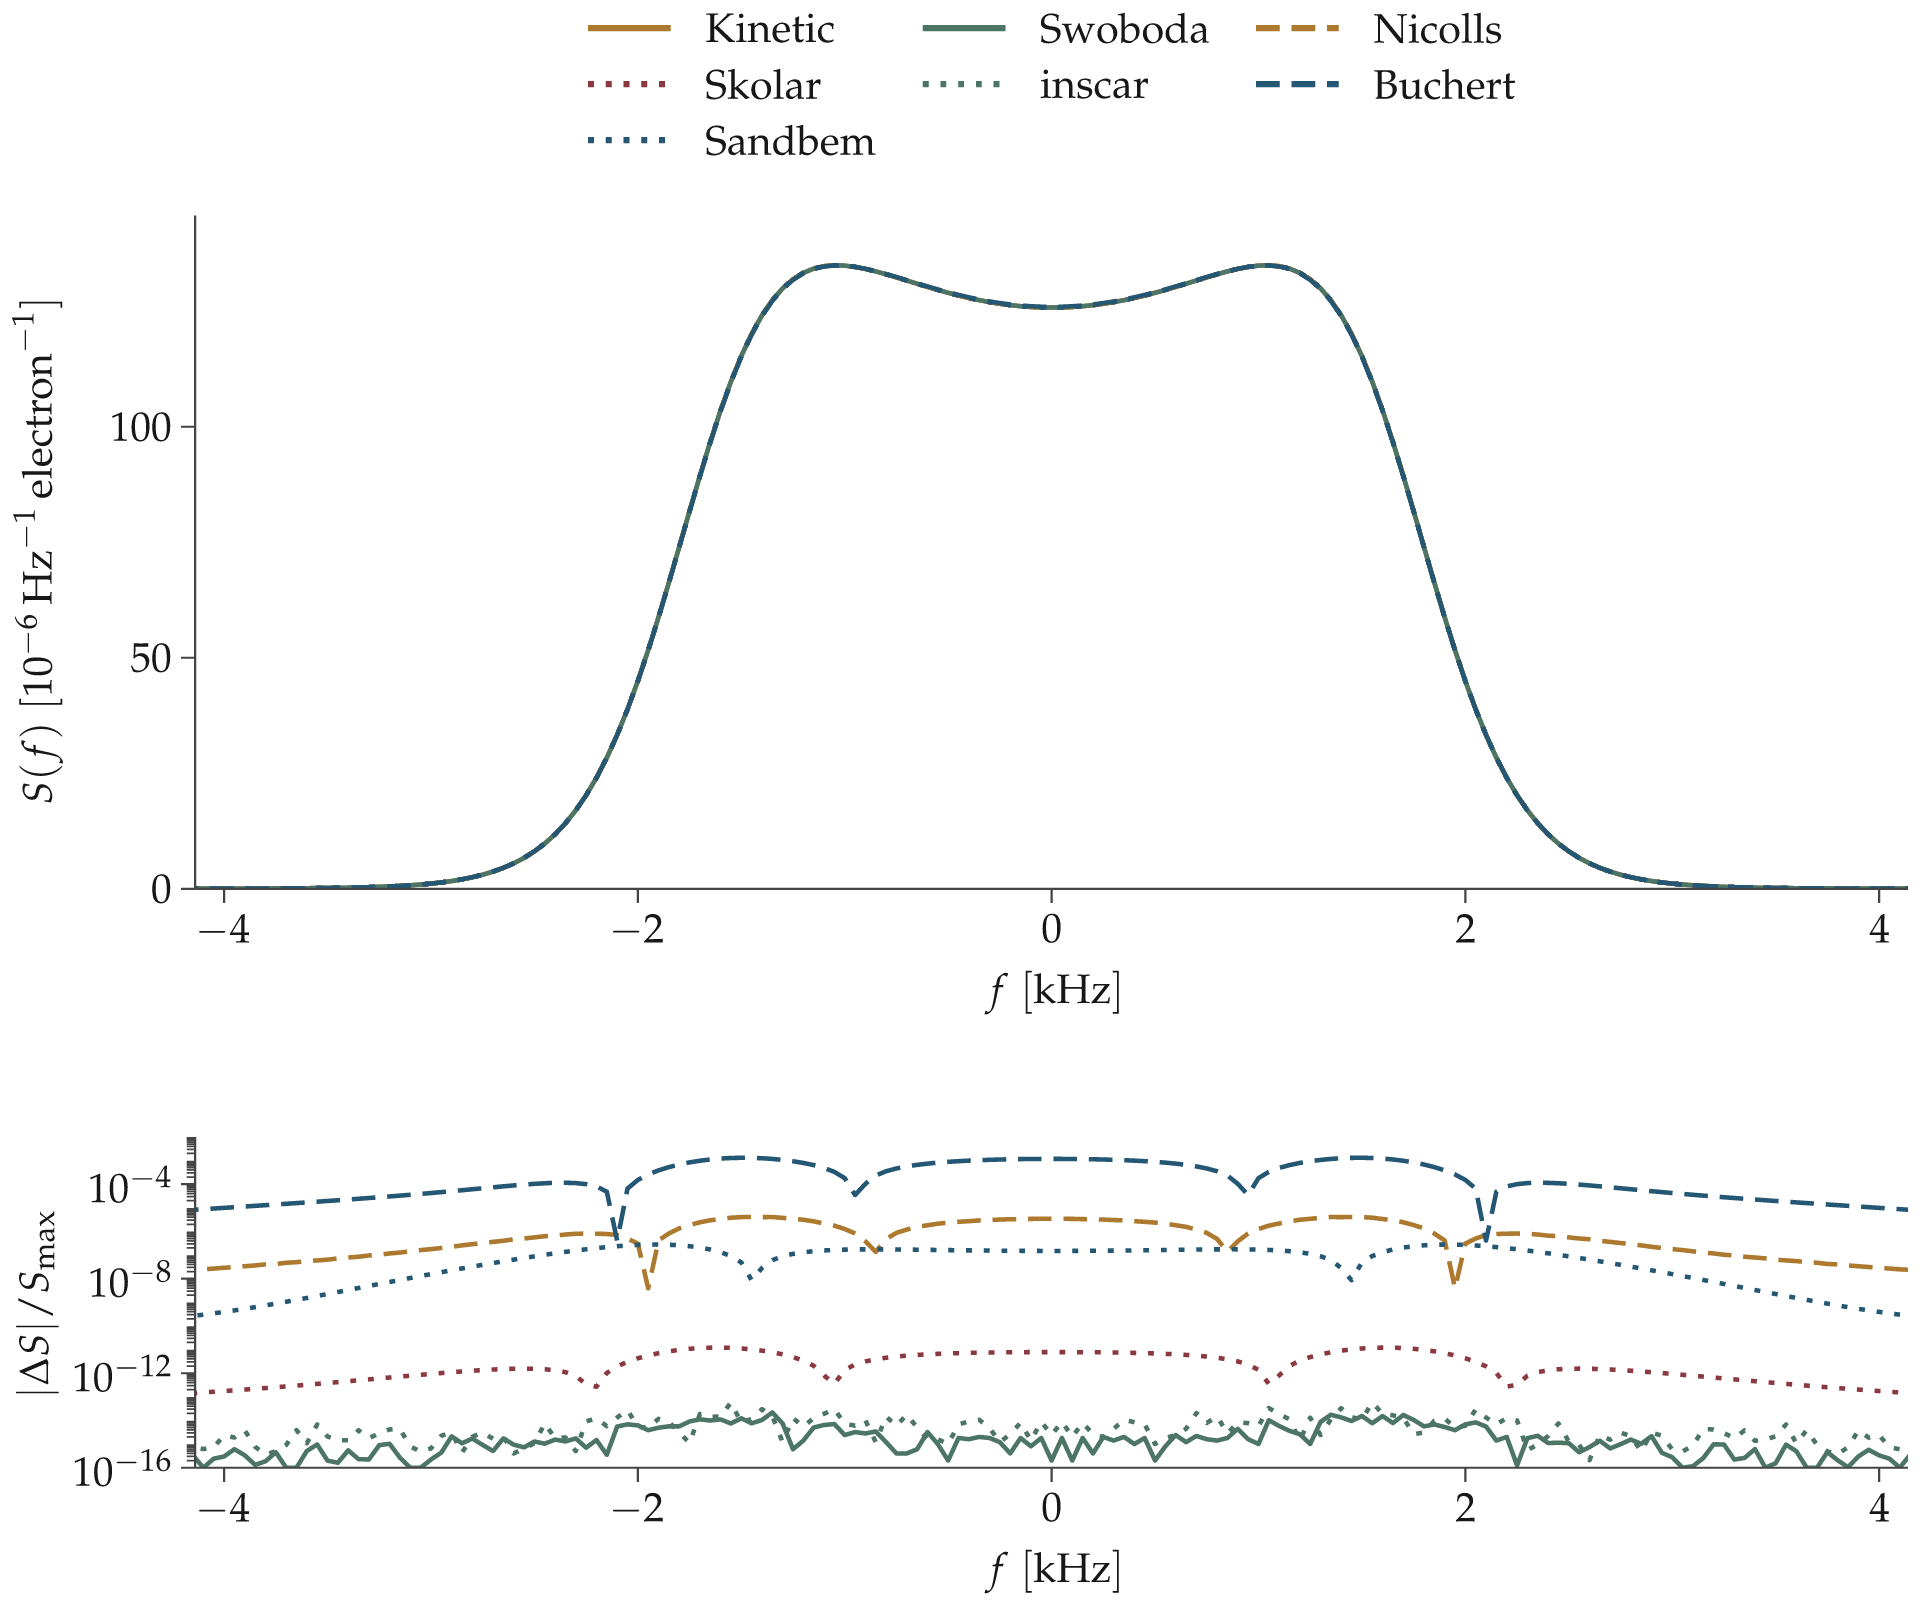 Kinetic Swoboda Nicolls
Skolar inscar Buchert
Sandbem
S(f) [10⁻⁶ Hz⁻¹ electron⁻¹]
100
50
0
−4 −2 0 2 4
f [kHz]
|ΔS|/Smax
10⁻⁴
10⁻⁸
10⁻¹²
10⁻¹⁶
−4 −2 0 2 4
f [kHz]